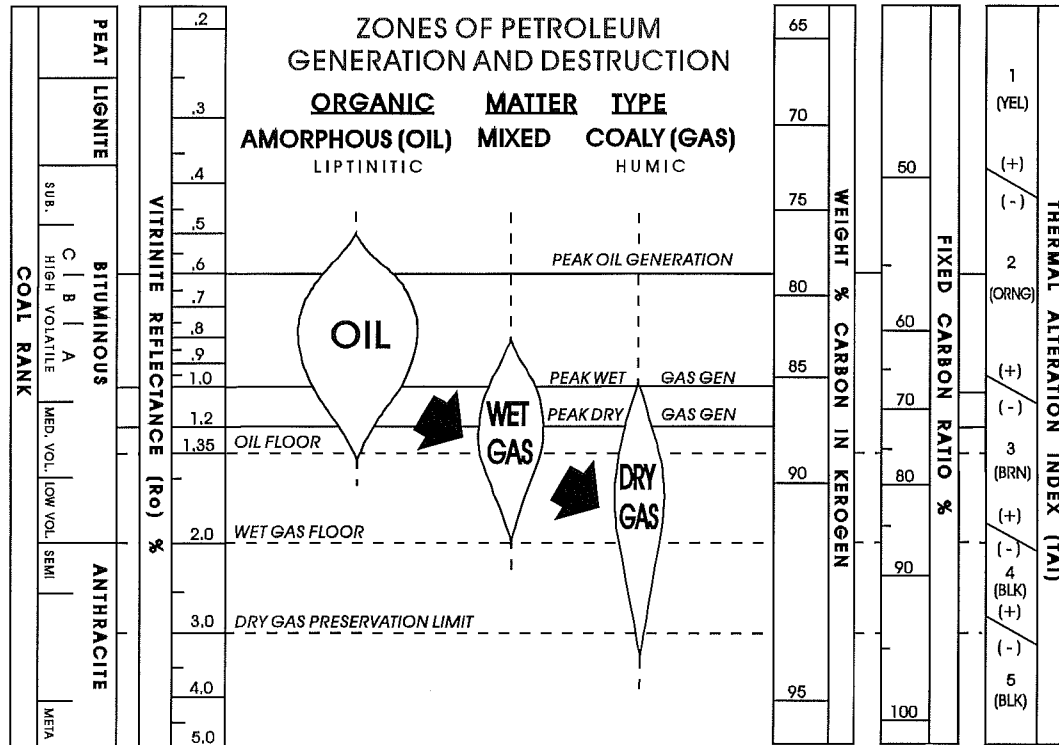 ZONES OF PETROLEUM
GENERATION AND DESTRUCTION
ORGANIC MATTER TYPE
AMORPHOUS (OIL) MIXED COALY (GAS)
LIPTINITIC HUMIC
COAL RANK
PEAT
LIGNITE
BITUMINOUS
ANTHRACITE
SUB.
HIGH VOLATILE
C | B | A
MED. VOL.
LOW VOL.
SEMI
META
VITRINITE REFLECTANCE (Ro) %
.2
.3
.4
.5
.6
.7
.8
.9
1.0
1.2
1.35
2.0
3.0
4.0
5.0
PEAK OIL GENERATION
OIL
PEAK WET GAS GEN
PEAK DRY GAS GEN
WET
GAS
OIL FLOOR
DRY
GAS
WET GAS FLOOR
DRY GAS PRESERVATION LIMIT
WEIGHT % CARBON IN KEROGEN
65
70
75
80
85
90
95
FIXED CARBON RATIO %
50
60
70
80
90
100
THERMAL ALTERATION INDEX (TAI)
1
(YEL)
(+)
(-)
2
(ORNG)
(+)
(-)
3
(BRN)
(+)
(-)
4
(BLK)
(+)
(-)
5
(BLK)